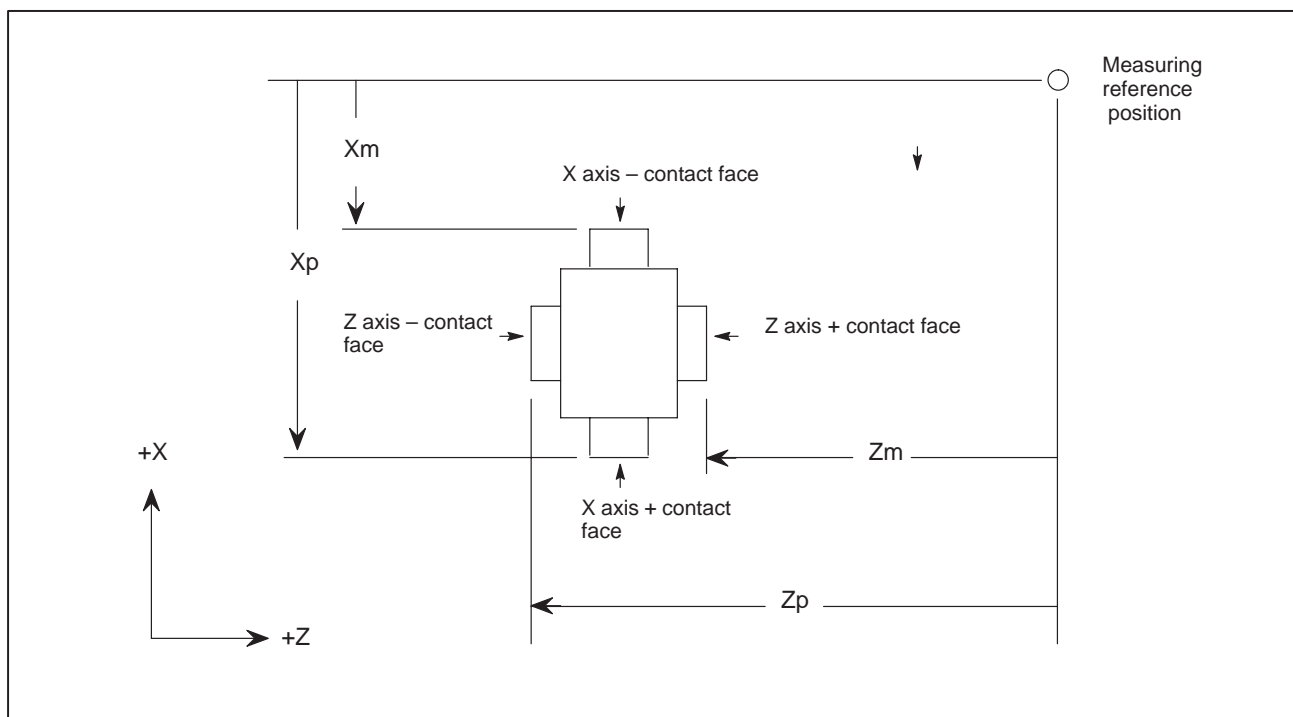 Measuring
reference
position
Xm
X axis – contact face
Xp
Z axis – contact
face
Z axis + contact face
+X
Zm
X axis + contact
face
Zp
+Z